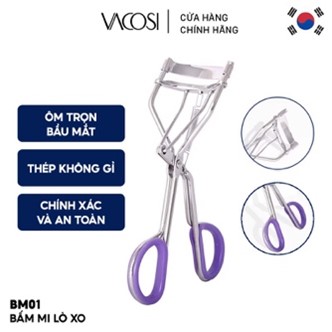 VACOSI
CỬA HÀNG
CHÍNH HÃNG
ÔM TRỌN
BẦU MẮT
THÉP KHÔNG GỈ
CHÍNH XÁC
VÀ AN TOÀN
BM01
BẤM MI LÒ XO